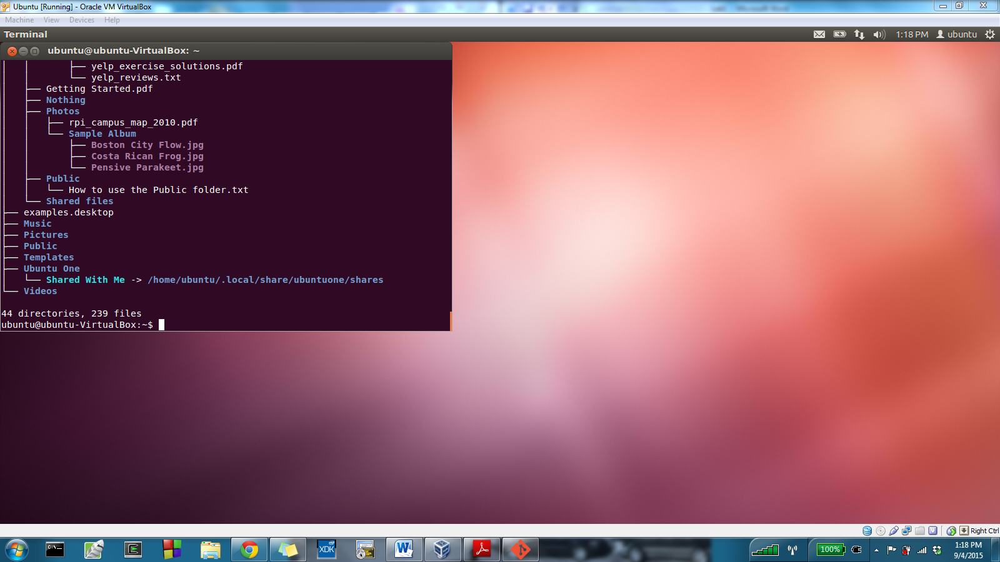 Ubuntu [Running] - Oracle VM VirtualBox
Machine View Devices Help
Terminal 1:18 PM ubuntu
ubuntu@ubuntu-VirtualBox: ~
│   │       ├── yelp_exercise_solutions.pdf
│   │       └── yelp_reviews.txt
│   ├── Getting Started.pdf
│   ├── Nothing
│   ├── Photos
│   │   ├── rpi_campus_map_2010.pdf
│   │   └── Sample Album
│   │       ├── Boston City Flow.jpg
│   │       ├── Costa Rican Frog.jpg
│   │       └── Pensive Parakeet.jpg
│   ├── Public
│   │   └── How to use the Public folder.txt
│   └── Shared files
├── examples.desktop
├── Music
├── Pictures
├── Public
├── Templates
├── Ubuntu One
│   └── Shared With Me -> /home/ubuntu/.local/share/ubuntuone/shares
└── Videos
44 directories, 239 files
ubuntu@ubuntu-VirtualBox:~$
Right Ctrl
C:\
XDK
W
100%
1:18 PM
9/4/2015